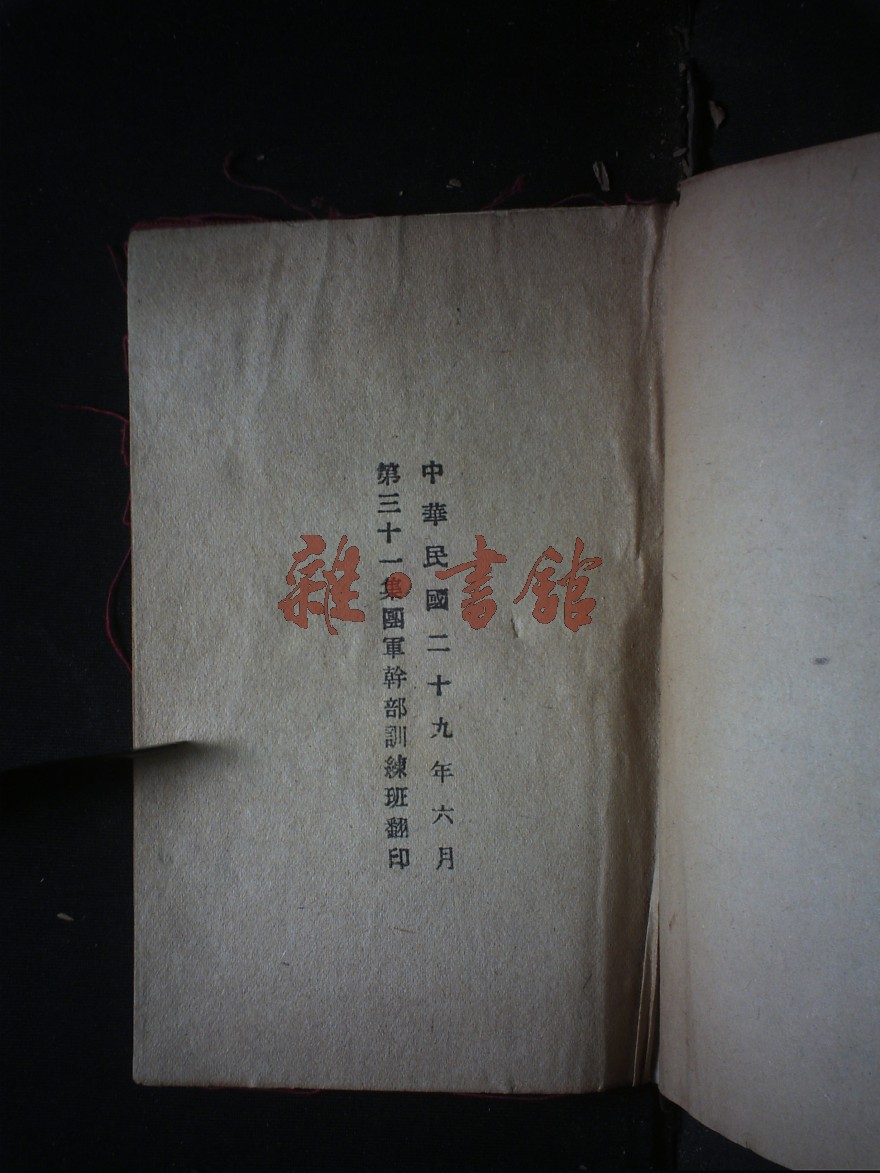 中華民國二十九年六月
第三十一集團軍幹部訓練班翻印
雜·書館